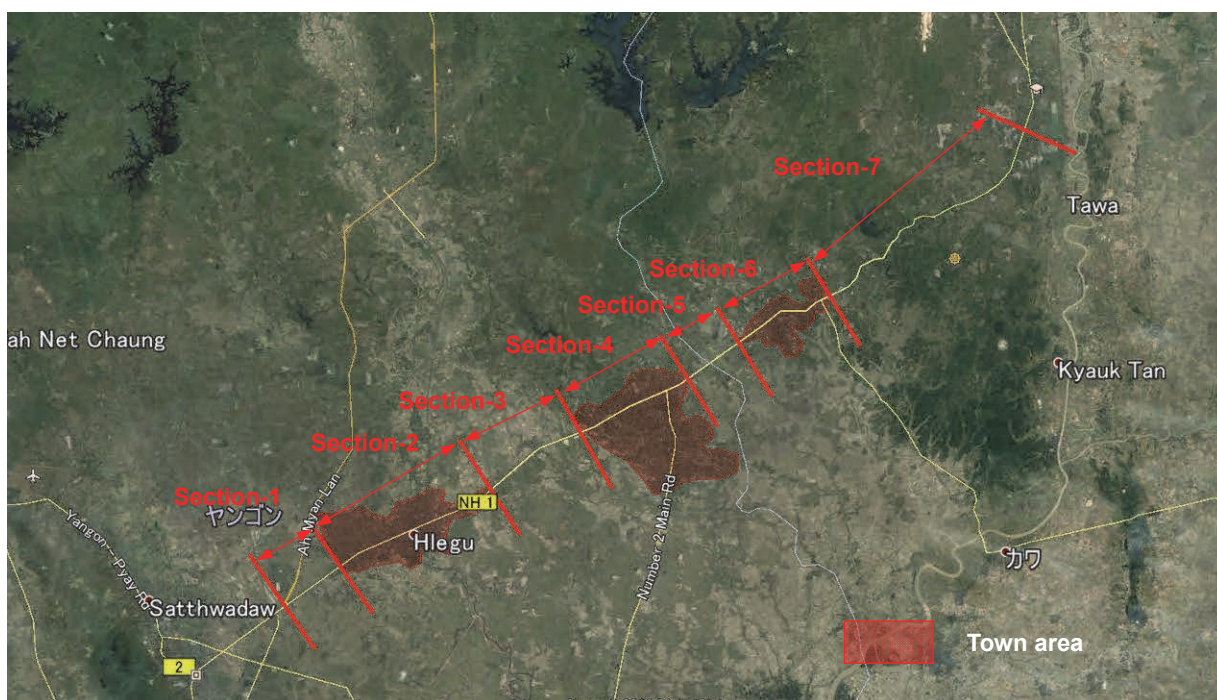 Section-7
Tawa
Section-6
Section-5
ah Net Chaung
Section-4
Kyauk Tan
Section-3
Section-2
NH 1
Section-1
ヤンゴン
Ah Myan Lan
Hlegu
Yangon-Pyay Rd
Number 2 Main Rd
カワ
Satthwadaw
2
Town area